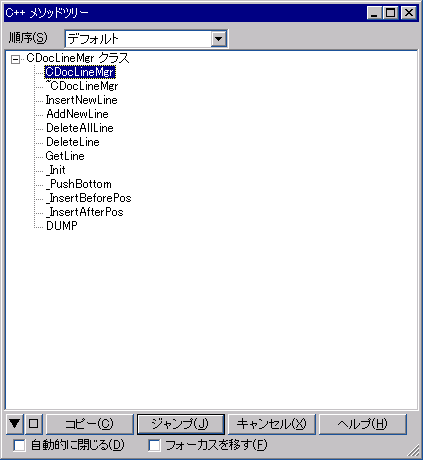 C++ メソッドツリー
順序(S) デフォルト
CDocLineMgr クラス
CDocLineMgr
~CDocLineMgr
InsertNewLine
AddNewLine
DeleteAllLine
DeleteLine
GetLine
_Init
_PushBottom
_InsertBeforePos
_InsertAfterPos
DUMP
▼ □ コピー(C) ジャンプ(J) キャンセル(X) ヘルプ(H)
自動的に閉じる(D) フォーカスを移す(F)